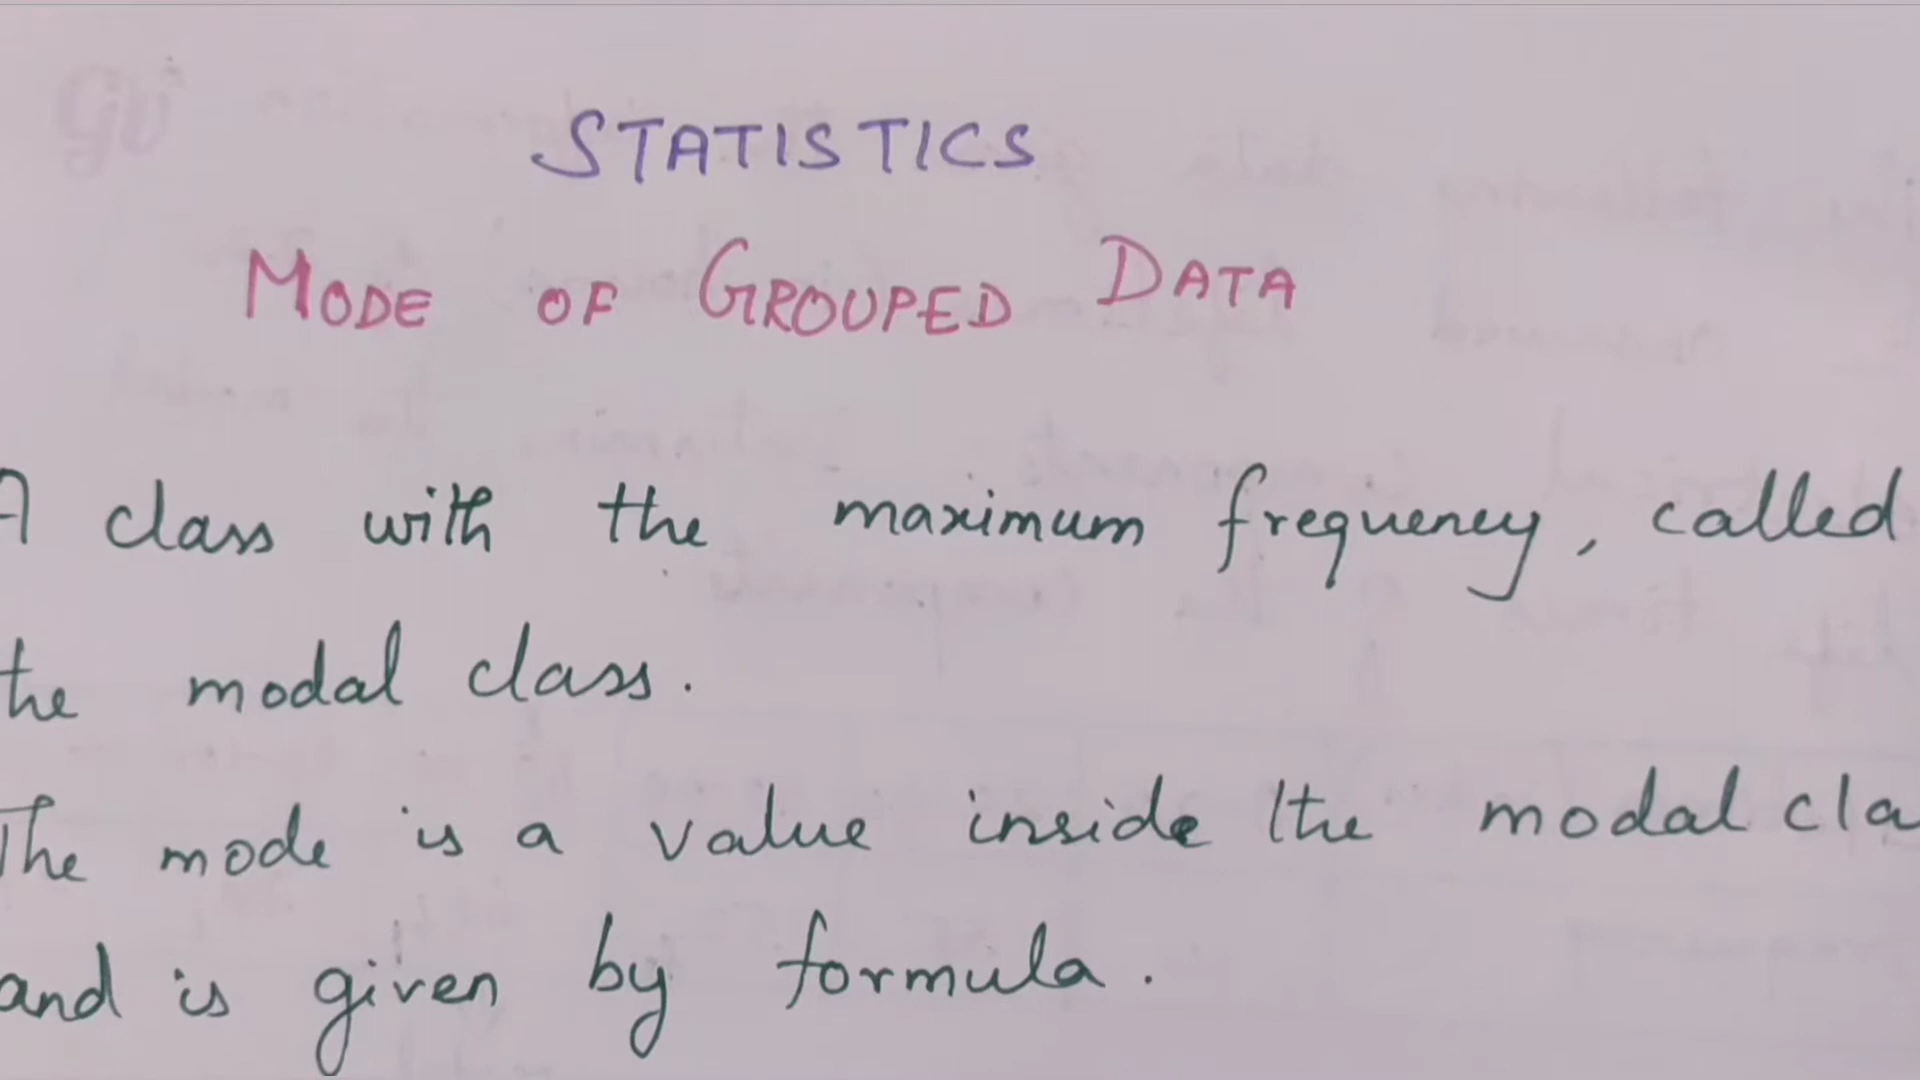 STATISTICS
MODE OF GROUPED DATA
A class with the maximum frequency, called
the modal class.
The mode is a value inside the modal cla
and is given by formula.